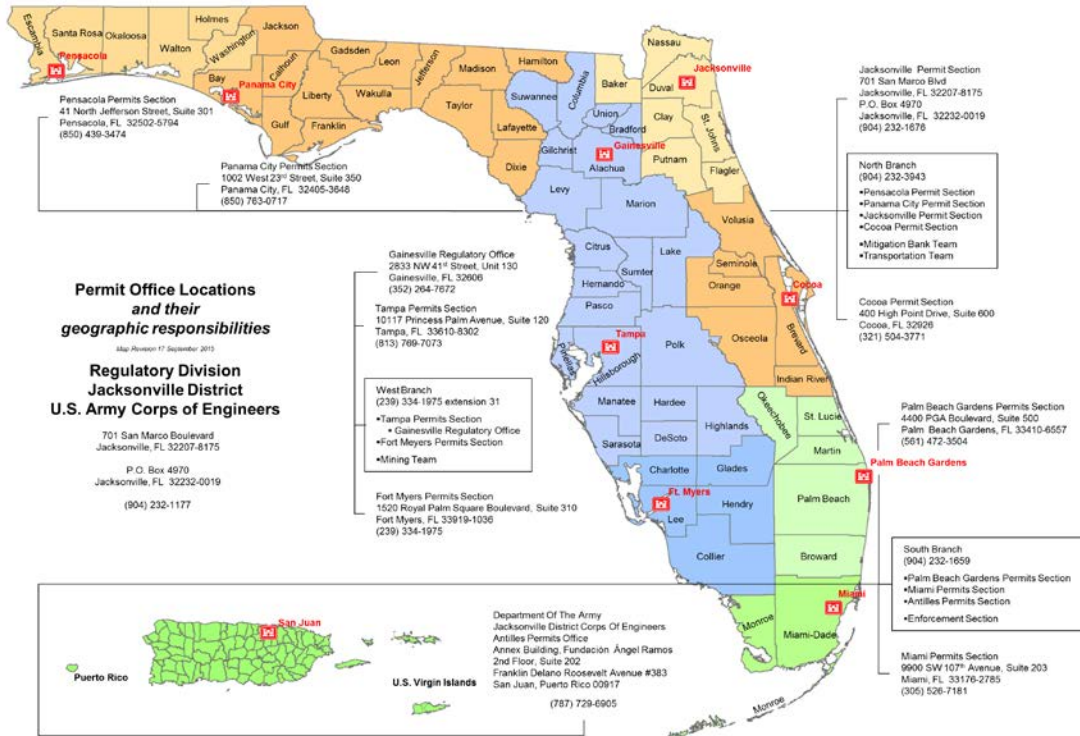 Escambia
Santa Rosa
Okaloosa
Walton
Holmes
Washington
Jackson
Bay
Calhoun
Gulf
Gadsden
Liberty
Franklin
Leon
Wakulla
Jefferson
Madison
Taylor
Hamilton
Lafayette
Dixie
Suwannee
Columbia
Baker
Union
Bradford
Gilchrist
Alachua
Levy
Marion
Nassau
Duval
Clay
St. Johns
Putnam
Flagler
Volusia
Seminole
Orange
Osceola
Brevard
Indian River
Citrus
Hernando
Pasco
Sumter
Lake
Polk
Pinellas
Hillsborough
Manatee
Hardee
Highlands
Sarasota
DeSoto
Charlotte
Glades
Lee
Hendry
Collier
Okeechobee
St. Lucie
Martin
Palm Beach
Broward
Monroe
Miami-Dade
Monroe
Pensacola
Panama City
Jacksonville
Gainesville
Cocoa
Tampa
Ft. Myers
Palm Beach Gardens
Miami
San Juan
Pensacola Permits Section
41 North Jefferson Street, Suite 301
Pensacola, FL 32502-5794
(850) 439-3474
Panama City Permits Section
1002 West 23rd Street, Suite 350
Panama City, FL 32405-3648
(850) 763-0717
Permit Office Locations
and their
geographic responsibilities
Map Revision 17 September 2015
Regulatory Division
Jacksonville District
U.S. Army Corps of Engineers
701 San Marco Boulevard
Jacksonville, FL 32207-8175
P.O. Box 4970
Jacksonville, FL 32232-0019
(904) 232-1177
Gainesville Regulatory Office
2833 NW 41st Street, Unit 130
Gainesville, FL 32606
(352) 264-7672
Tampa Permits Section
10117 Princess Palm Avenue, Suite 120
Tampa, FL 33610-8302
(813) 769-7073
West Branch
(239) 334-1975 extension 31
▪Tampa Permits Section
▪ Gainesville Regulatory Office
▪Fort Meyers Permits Section
▪Mining Team
Fort Myers Permits Section
1520 Royal Palm Square Boulevard, Suite 310
Fort Myers, FL 33919-1036
(239) 334-1975
Jacksonville Permit Section
701 San Marco Blvd
Jacksonville, FL 32207-8175
P.O. Box 4970
Jacksonville, FL 32232-0019
(904) 232-1676
North Branch
(904) 232-3943
▪Pensacola Permit Section
▪Panama City Permit Section
▪Jacksonville Permit Section
▪Cocoa Permit Section
▪Mitigation Bank Team
▪Transportation Team
Cocoa Permit Section
400 High Point Drive, Suite 600
Cocoa, FL 32926
(321) 504-3771
Palm Beach Gardens Permits Section
4400 PGA Boulevard, Suite 500
Palm Beach Gardens, FL 33410-6557
(561) 472-3504
South Branch
(904) 232-1659
▪Palm Beach Gardens Permits Section
▪Miami Permits Section
▪Antilles Permits Section
▪Enforcement Section
Miami Permits Section
9900 SW 107th Avenue, Suite 203
Miami, FL 33176-2785
(305) 526-7181
Puerto Rico
U.S. Virgin Islands
Department Of The Army
Jacksonville District Corps Of Engineers
Antilles Permits Office
Annex Building, Fundación Ángel Ramos
2nd Floor, Suite 202
Franklin Delano Roosevelt Avenue #383
San Juan, Puerto Rico 00917
(787) 729-6905